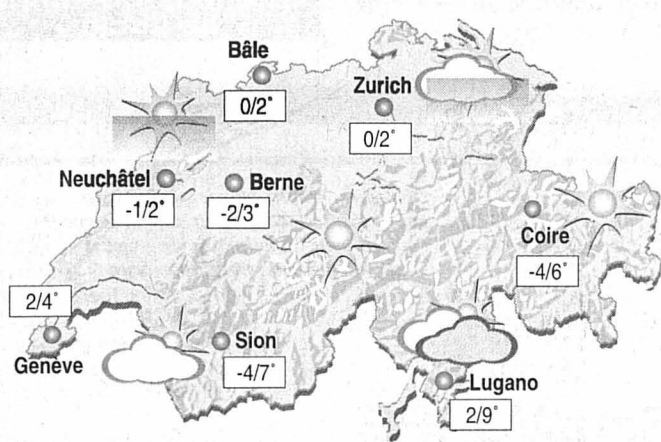 Bâle
0/2°
Zurich
0/2°
Neuchâtel
-1/2°
Berne
-2/3°
Coire
-4/6°
2/4°
Genève
Sion
-4/7°
Lugano
2/9°